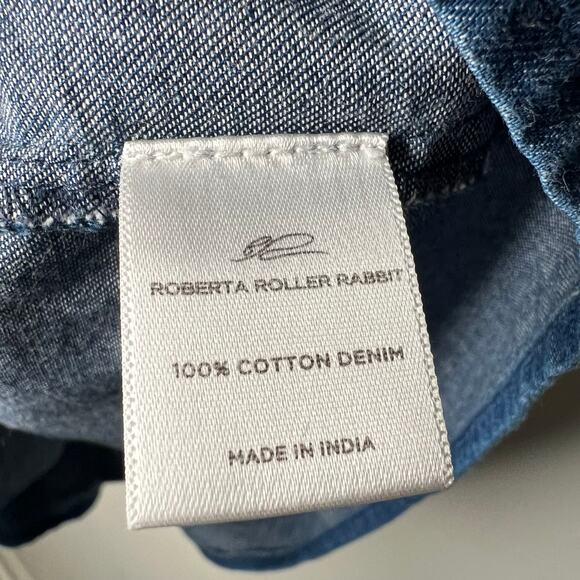 ROBERTA ROLLER RABBIT
100% COTTON DENIM
MADE IN INDIA